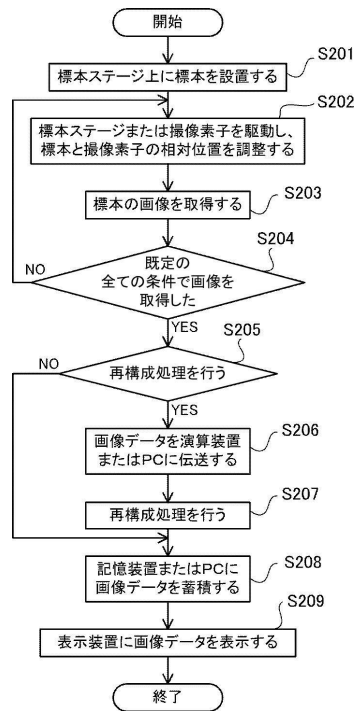 開始
S201
標本ステージ上に標本を設置する
S202
標本ステージまたは撮像素子を駆動し、
標本と撮像素子の相対位置を調整する
S203
標本の画像を取得する
S204
既定の
全ての条件で画像を
取得した
NO
YES
S205
再構成処理を行う
NO
YES
S206
画像データを演算装置
またはPCに伝送する
S207
再構成処理を行う
S208
記憶装置またはPCに
画像データを蓄積する
S209
表示装置に画像データを表示する
終了